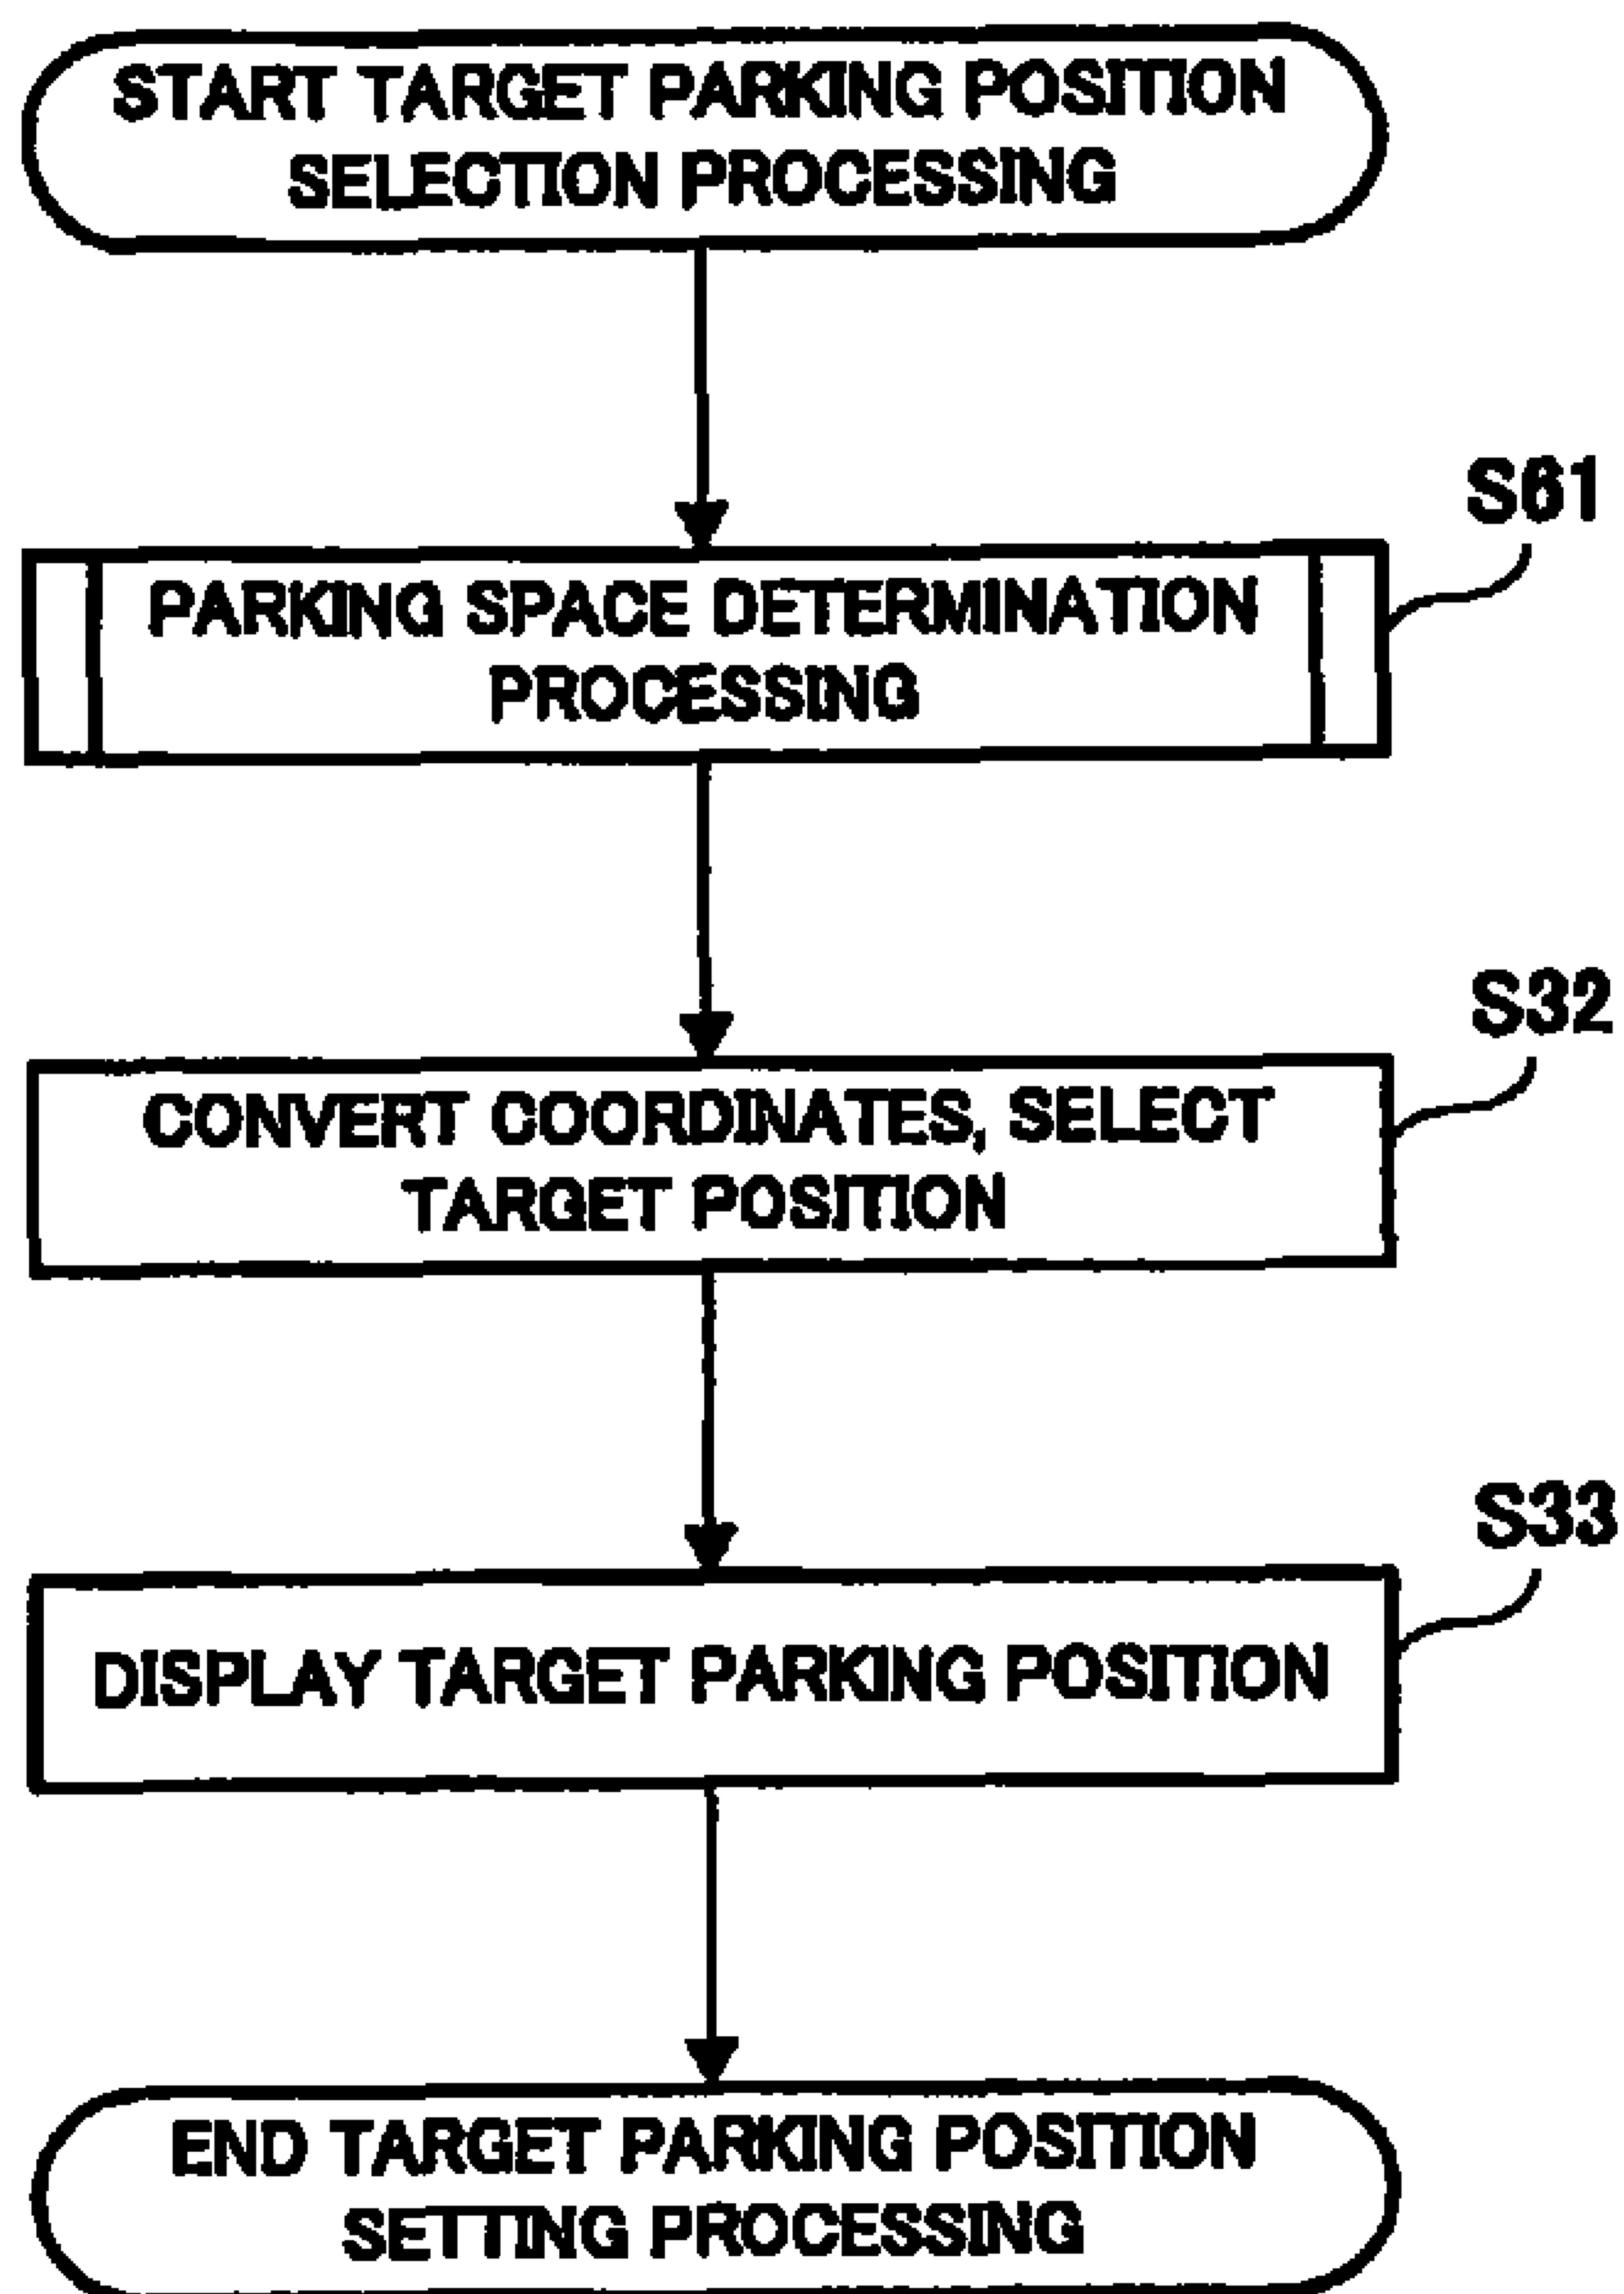 START TARGET PARKING POSITION
SELECTION PROCESSING
S61
PARKING SPACE DETERMINATION
PROCESSING
S32
CONVERT COORDINATES, SELECT
TARGET POSITION
S33
DISPLAY TARGET PARKING POSITION
END TARGET PARKING POSITION
SETTING PROCESSING